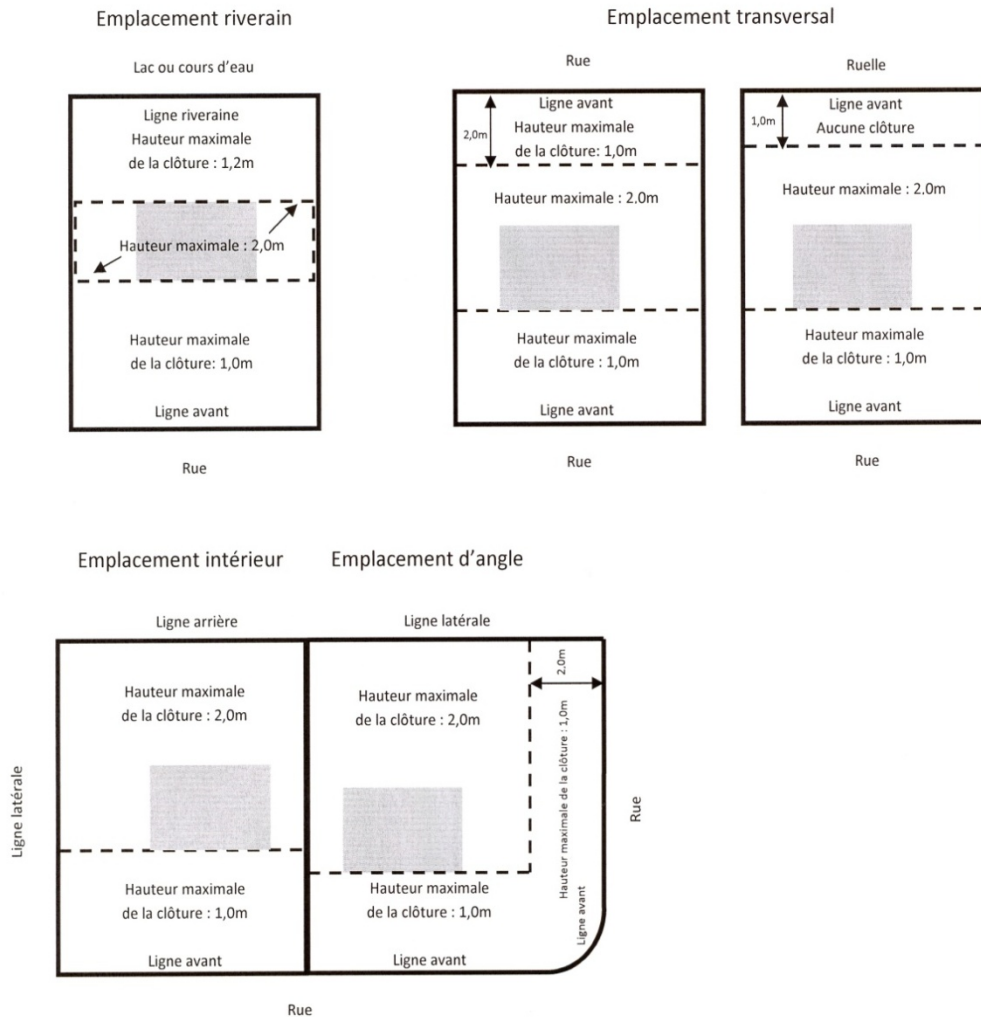 Emplacement riverain
Lac ou cours d'eau
Ligne riveraine
Hauteur maximale
de la clôture : 1,2m
Hauteur maximale : 2,0m
Hauteur maximale
de la clôture: 1,0m
Ligne avant
Rue
Emplacement transversal
Rue
Ligne avant
2,0m
Hauteur maximale
de la clôture: 1,0m
Hauteur maximale : 2.0m
Hauteur maximale
de la clôture : 1,0m
Ligne avant
Rue
Ruelle
Ligne avant
1,0m
Aucune clôture
Hauteur maximale : 2.0m
Hauteur maximale
de la clôture : 1,0m
Ligne avant
Rue
Emplacement intérieur
Ligne arrière
Hauteur maximale
de la clôture : 2,0m
Ligne latérale
Hauteur maximale
de la clôture : 1,0m
Ligne avant
Emplacement d'angle
Ligne latérale
Hauteur maximale
de la clôture : 2,0m
2.0m
Hauteur maximale de la clôture : 1,0m
Ligne avant
Rue
Hauteur maximale
de la clôture : 1,0m
Ligne avant
Rue